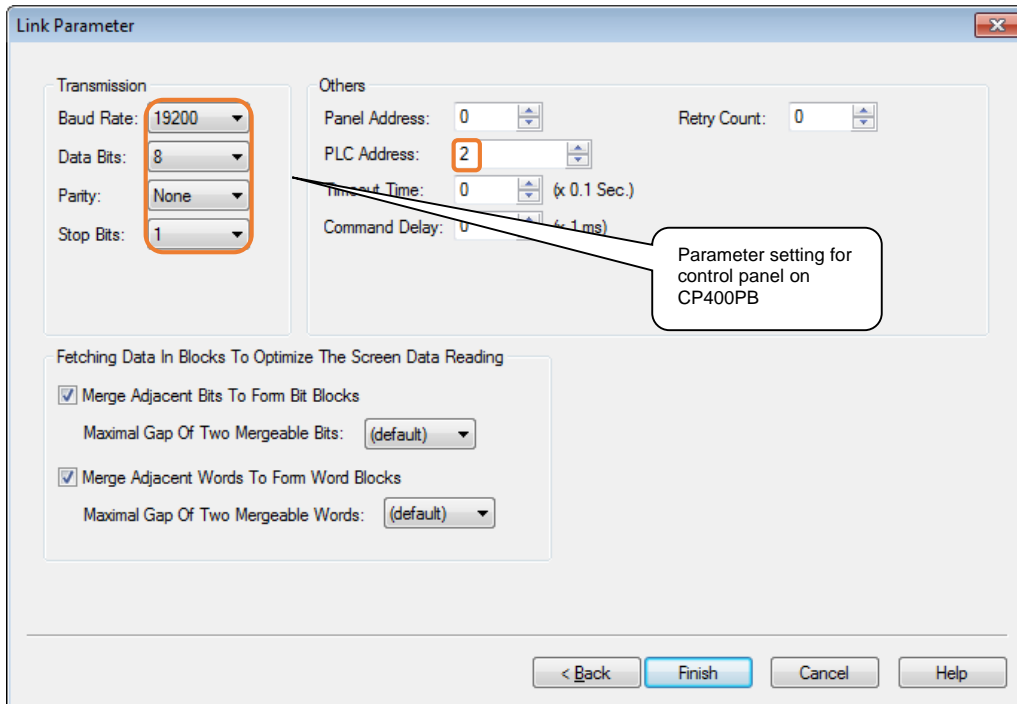 Link Parameter
Transmission
Baud Rate: 19200
Data Bits: 8
Parity: None
Stop Bits: 1
Others
Panel Address: 0
Retry Count: 0
PLC Address: 2
Timeout Time: 0 (x 0.1 Sec.)
Command Delay: 0 (x 1 ms)
Parameter setting for
control panel on
CP400PB
Fetching Data In Blocks To Optimize The Screen Data Reading
Merge Adjacent Bits To Form Bit Blocks
Maximal Gap Of Two Mergeable Bits: (default)
Merge Adjacent Words To Form Word Blocks
Maximal Gap Of Two Mergeable Words: (default)
< Back
Finish
Cancel
Help